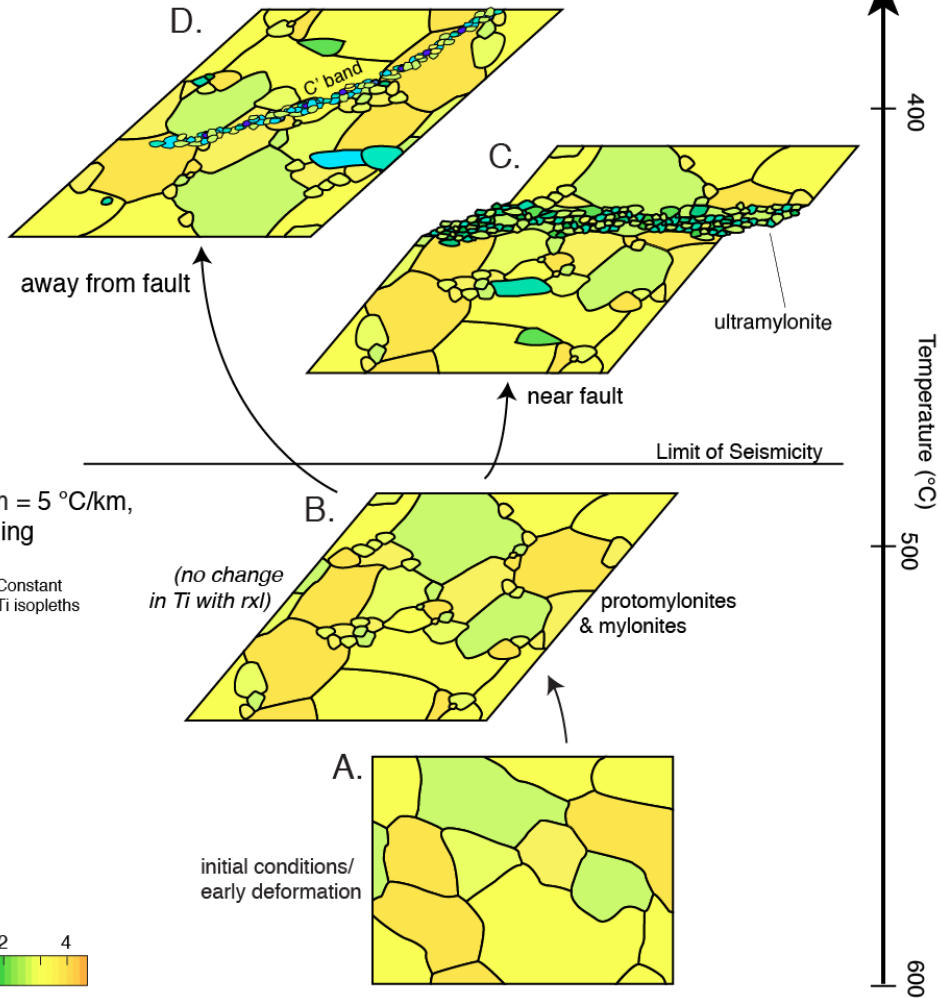 D.
C' band
400
C.
away from fault
ultramylonite
near fault
Temperature (°C)
Limit of Seismicity
= 5 °C/km,
B.
ing
500
(no change
in Ti with rxl)
Constant
Ti isopleths
protomylonites
& mylonites
A.
initial conditions/
early deformation
2 4
600